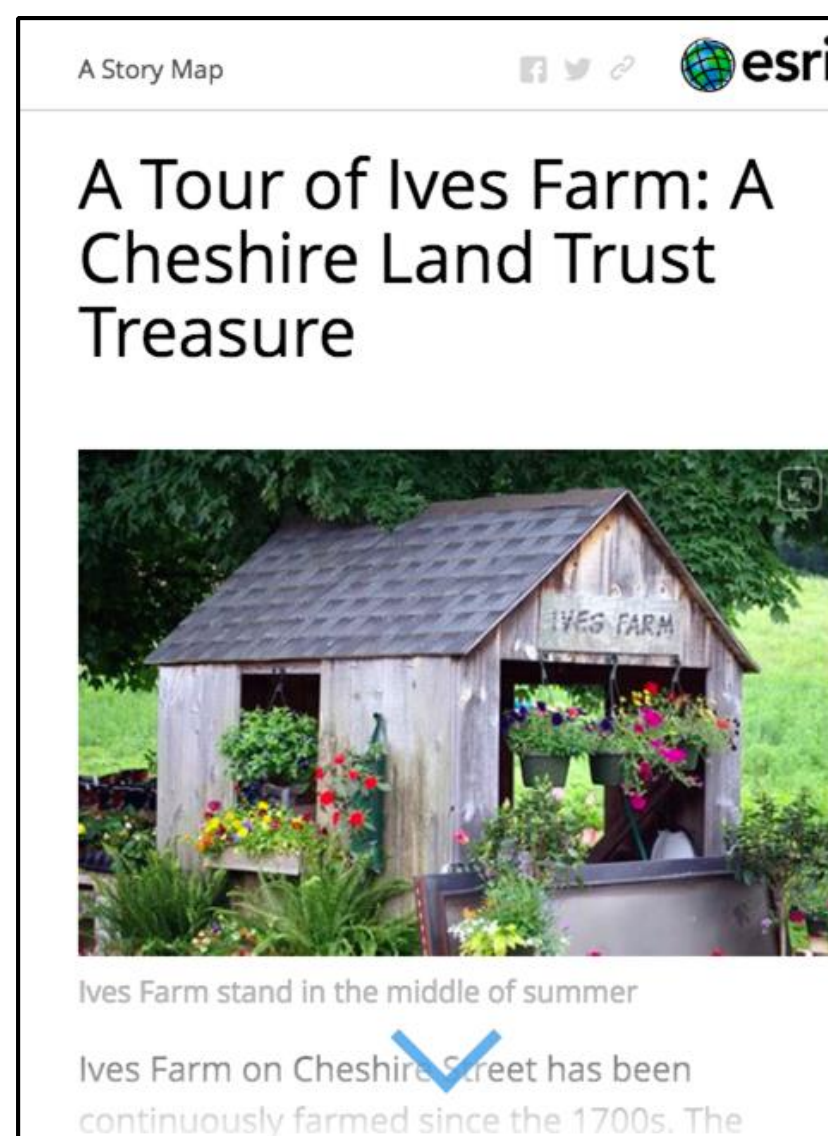 A Story Map
esri
A Tour of Ives Farm: A
Cheshire Land Trust
Treasure
IVES FARM
Ives Farm stand in the middle of summer
Ives Farm on Cheshire Street has been
continuously farmed since the 1700s. The